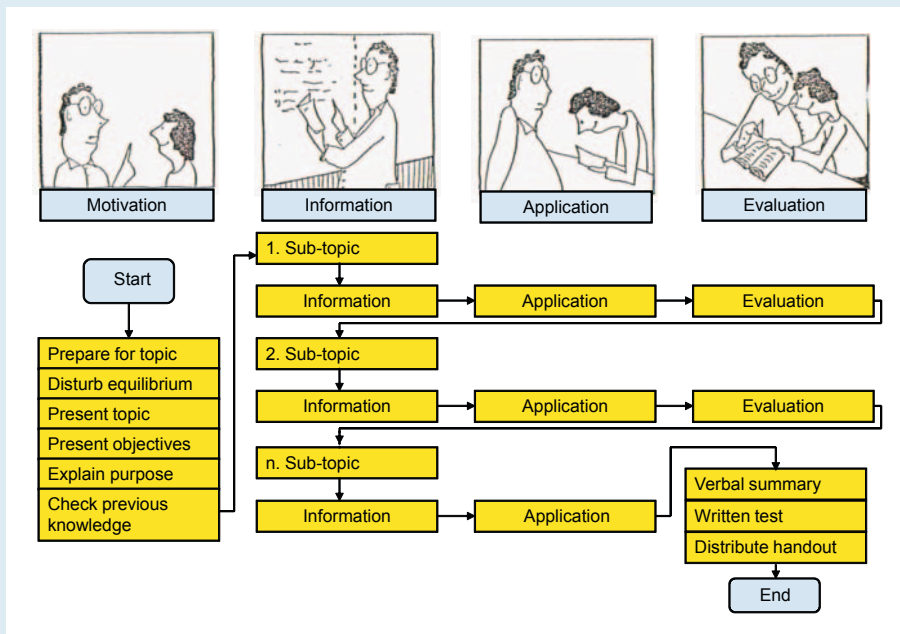 Motivation
Information
Application
Evaluation
Start
Prepare for topic
Disturb equilibrium
Present topic
Present objectives
Explain purpose
Check previous
knowledge
1. Sub-topic
Information
Application
Evaluation
2. Sub-topic
Information
Application
Evaluation
n. Sub-topic
Information
Application
Verbal summary
Written test
Distribute handout
End